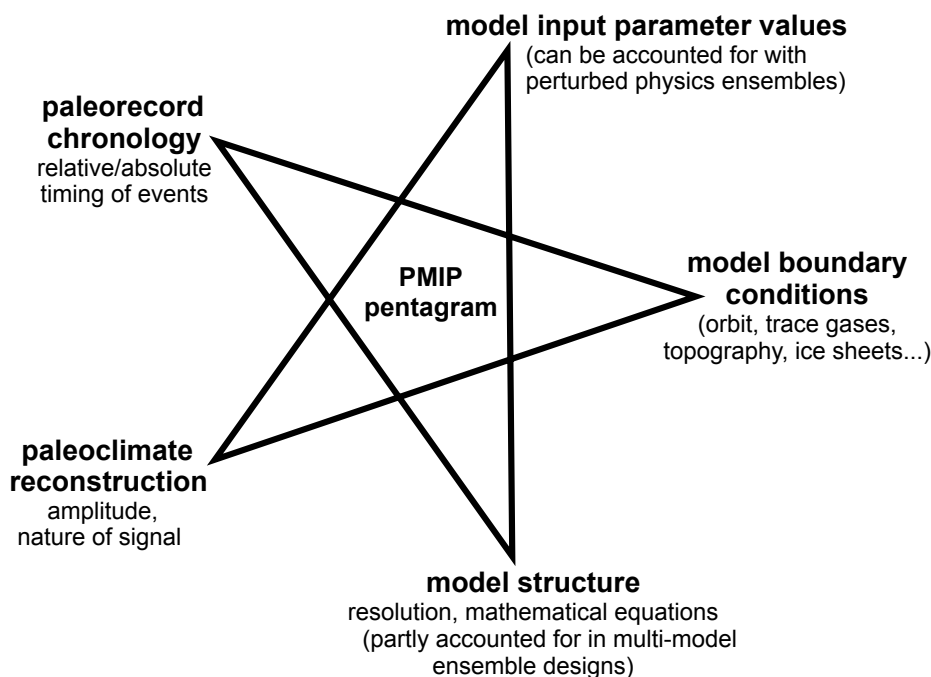 model input parameter values
(can be accounted for with
perturbed physics ensembles)
paleorecord
chronology
relative/absolute
timing of events
PMIP
pentagram
model boundary
conditions
(orbit, trace gases,
topography, ice sheets...)
paleoclimate
reconstruction
amplitude,
nature of signal
model structure
resolution, mathematical equations
(partly accounted for in multi-model
ensemble designs)